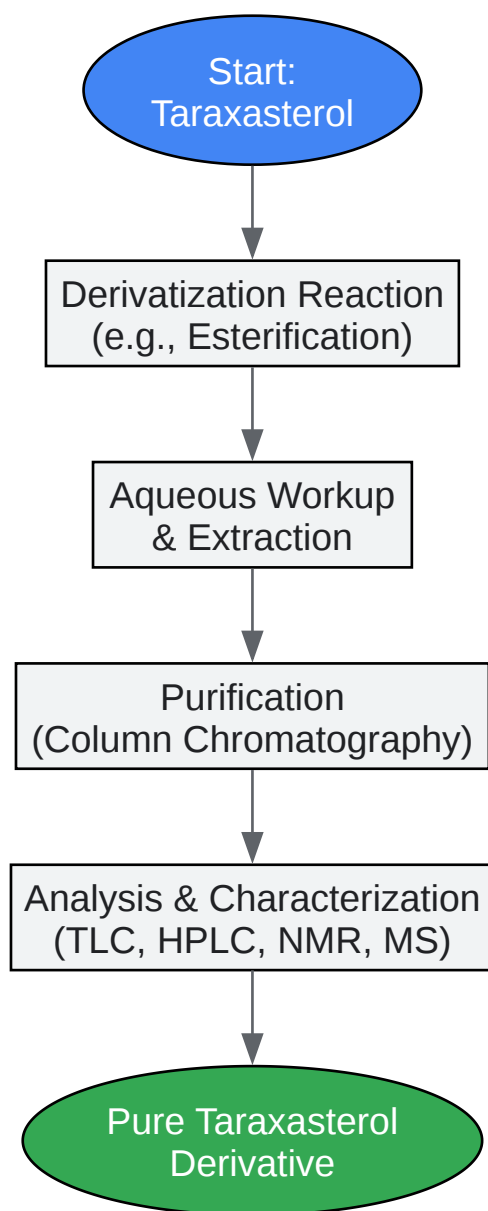 Start:
Taraxasterol
Derivatization Reaction
(e.g., Esterification)
Aqueous Workup
& Extraction
Purification
(Column Chromatography)
Analysis & Characterization
(TLC, HPLC, NMR, MS)
Pure Taraxasterol
Derivative